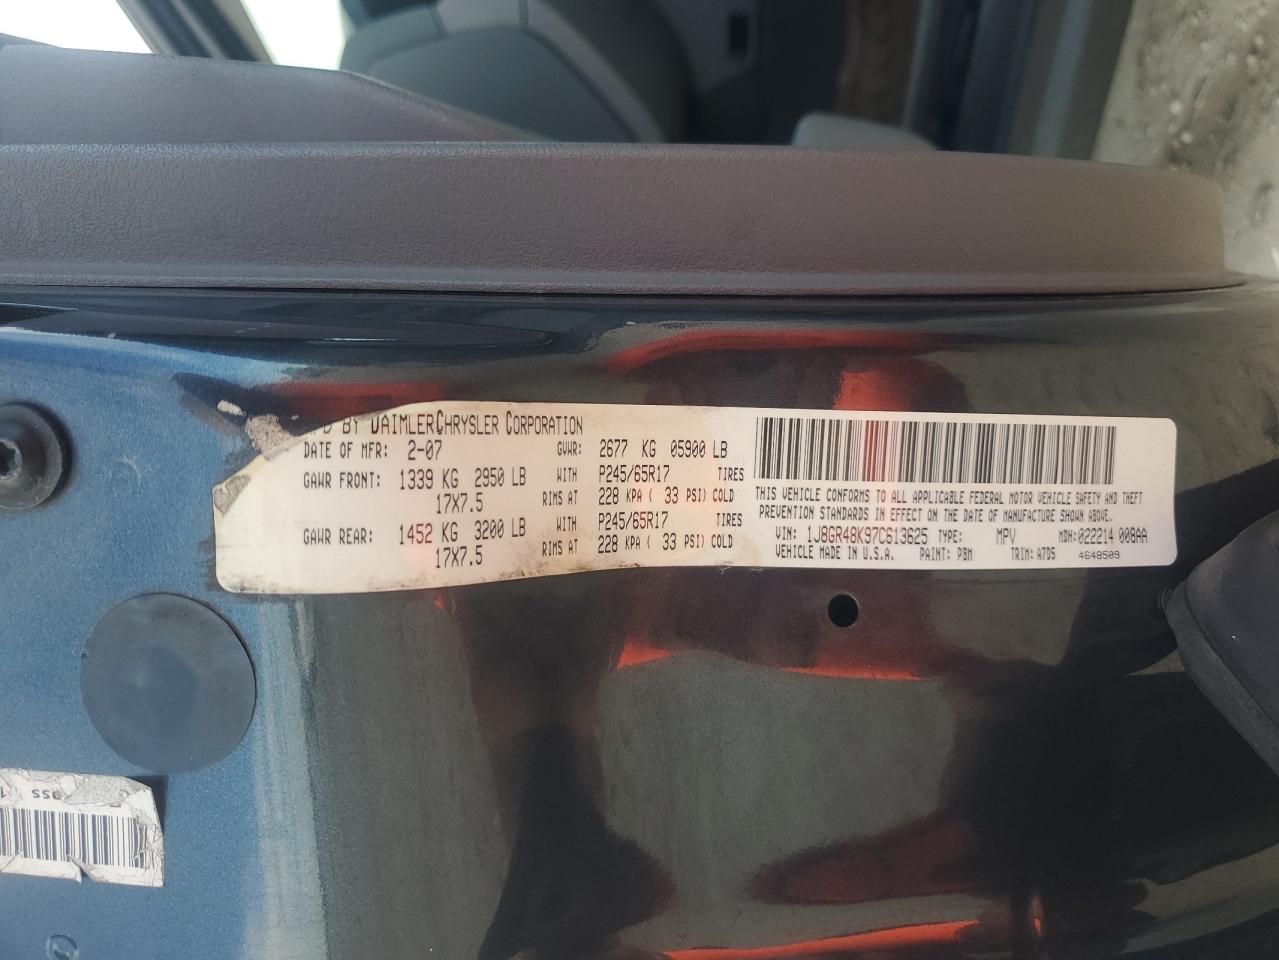 D BY DAIMLERCHRYSLER CORPORATION
DATE OF MFR: 2-07 GVWR: 2677 KG 05900 LB
GAWR FRONT: 1339 KG 2950 LB WITH P245/65R17 TIRES
17X7.5 RIMS AT 228 KPA ( 33 PSI) COLD
GAWR REAR: 1452 KG 3200 LB WITH P245/65R17 TIRES
17X7.5 RIMS AT 228 KPA ( 33 PSI) COLD
THIS VEHICLE CONFORMS TO ALL APPLICABLE FEDERAL MOTOR VEHICLE SAFETY AND THEFT
PREVENTION STANDARDS IN EFFECT ON THE DATE OF MANUFACTURE SHOWN ABOVE.
VIN: 1J8GR48K97C613625 TYPE: MPV MDH: 022214 008AA
VEHICLE MADE IN U.S.A. PAINT: PBM TRIM: A7D5 4648509